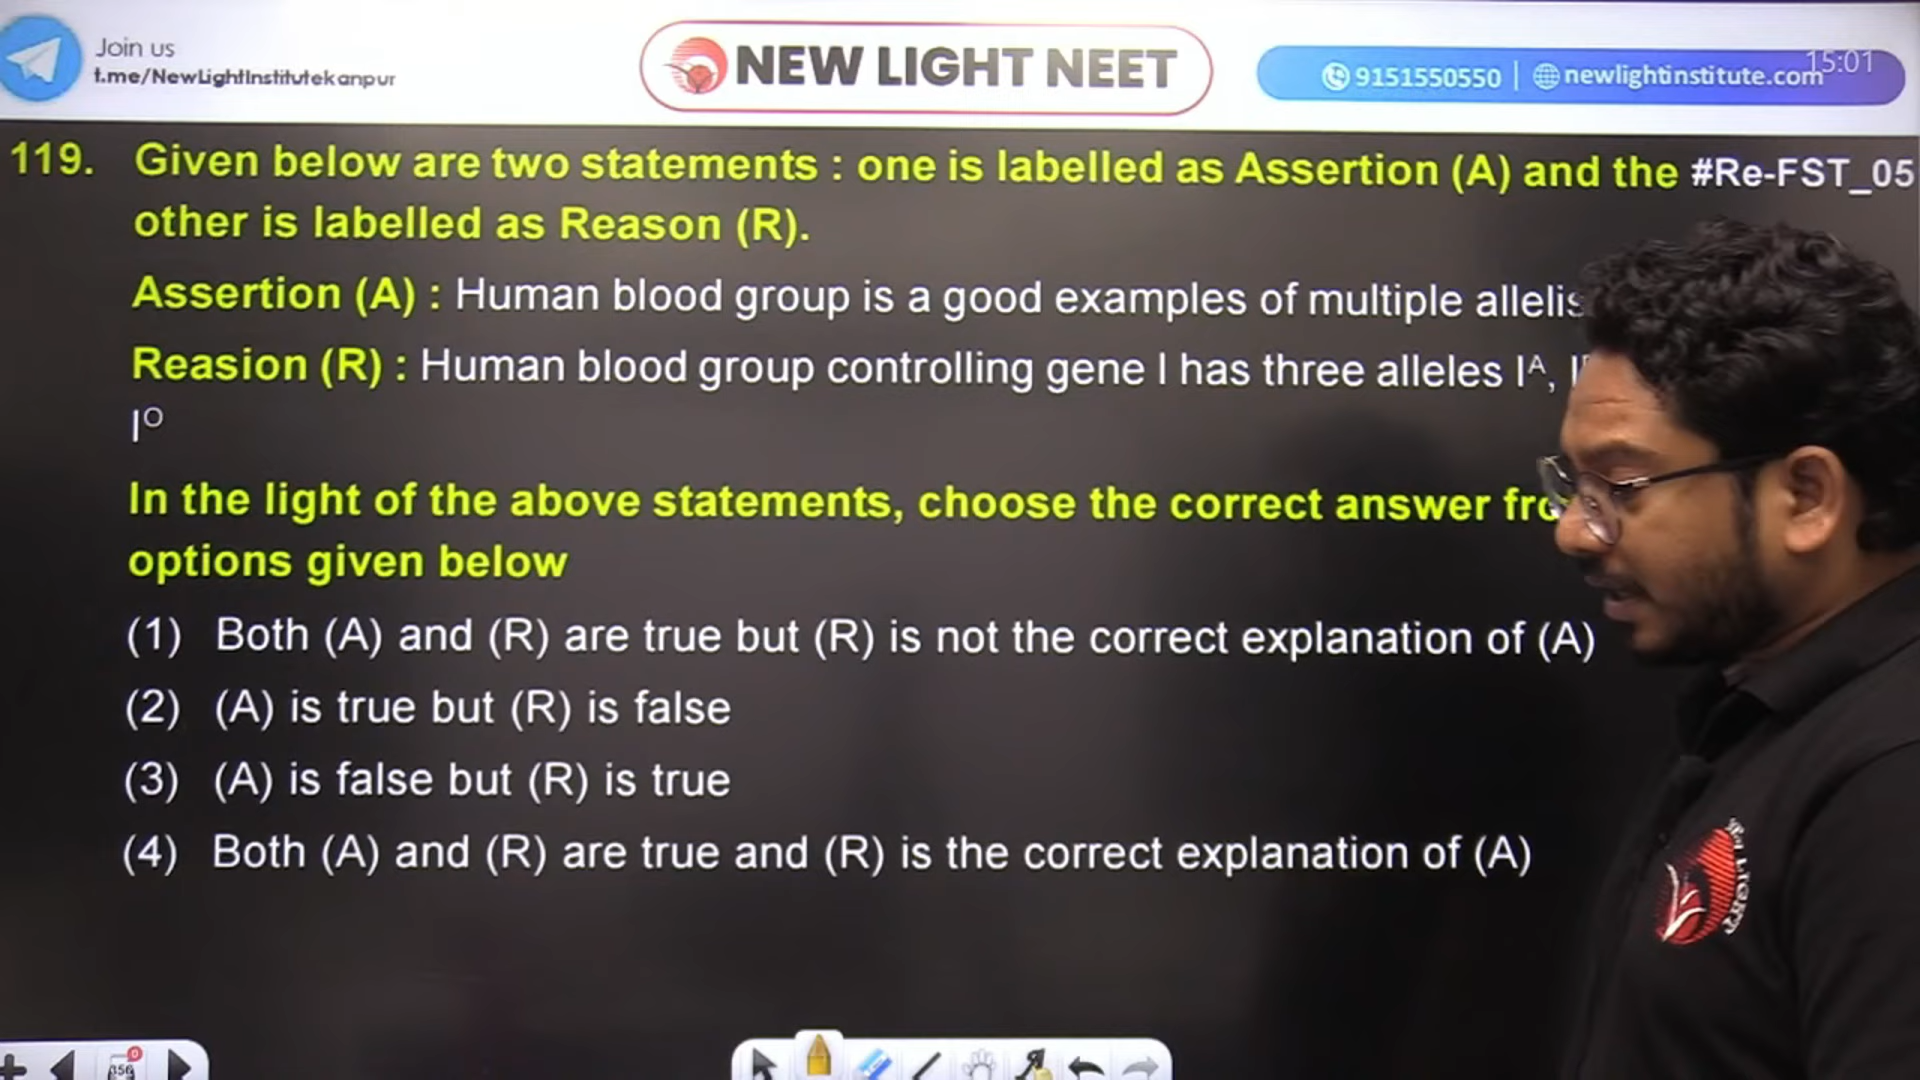 Join us
t.me/NewLightInstitutekanpur
NEW LIGHT NEET
9151550550 | newlightinstitute.com
15:01
119. Given below are two statements : one is labelled as Assertion (A) and the #Re-FST_05
other is labelled as Reason (R).
Assertion (A) : Human blood group is a good examples of multiple allelis
Reasion (R) : Human blood group controlling gene I has three alleles Iᴬ, I
Iᴼ
In the light of the above statements, choose the correct answer fro
options given below
(1) Both (A) and (R) are true but (R) is not the correct explanation of (A)
(2) (A) is true but (R) is false
(3) (A) is false but (R) is true
(4) Both (A) and (R) are true and (R) is the correct explanation of (A)
NEW LIGHT
0
356